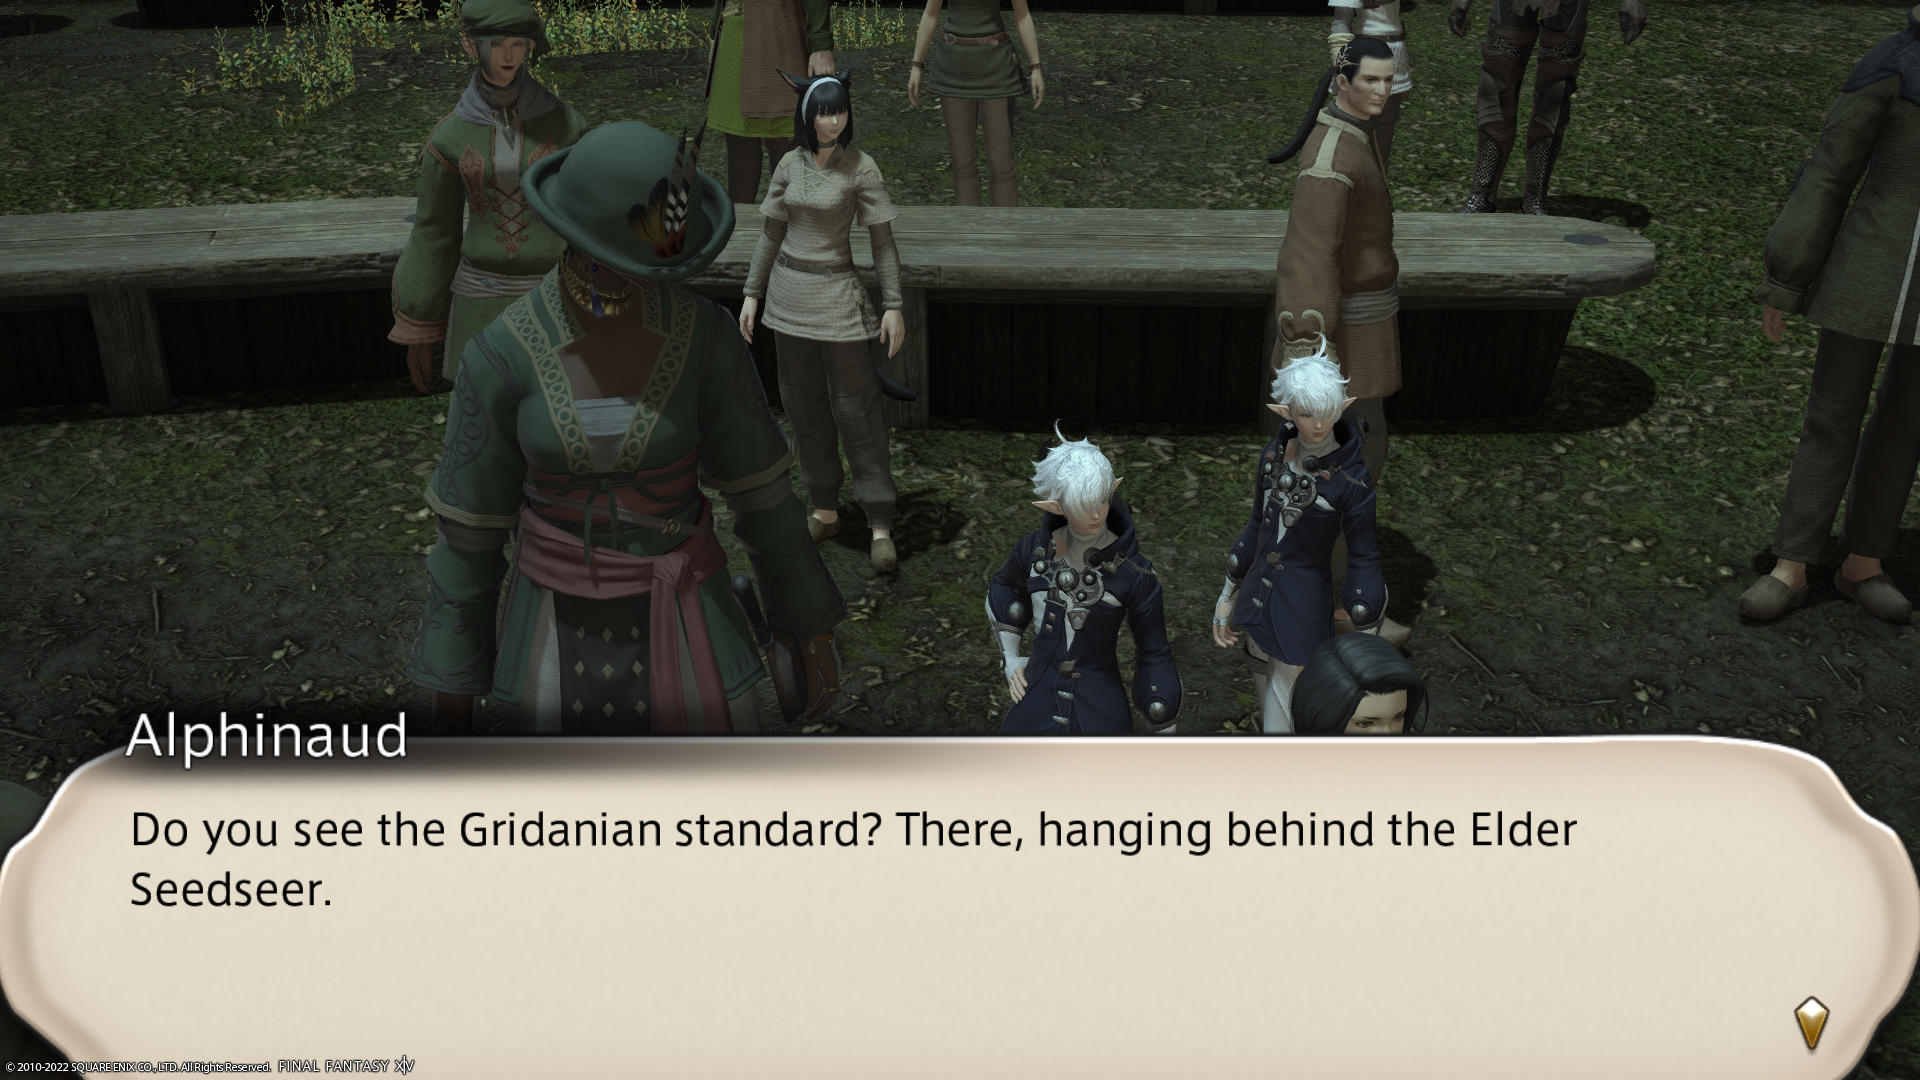 Alphinaud
Do you see the Gridanian standard? There, hanging behind the Elder
Seedseer.
© 2010-2022 SQUARE ENIX CO., LTD. All Rights Reserved. FINAL FANTASY XIV